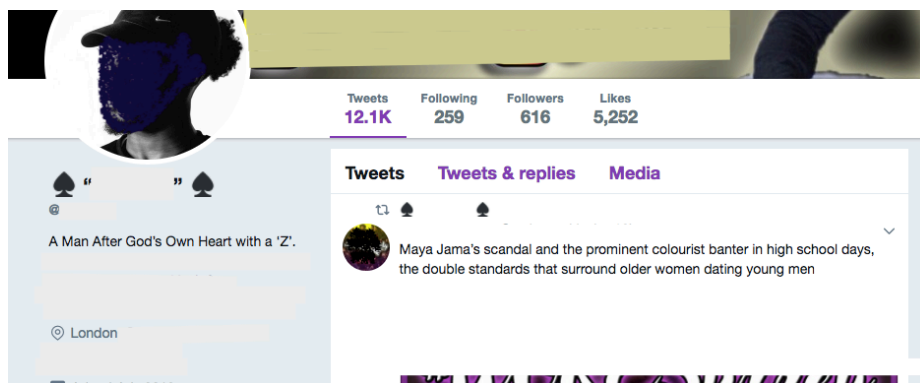 Tweets Following Followers Likes
12.1K 259 616 5,252
Tweets Tweets & replies Media
♠ “ ” ♠
@
A Man After God's Own Heart with a ‘Z’.
London
♠ ♠
Maya Jama's scandal and the prominent colourist banter in high school days,
the double standards that surround older women dating young men